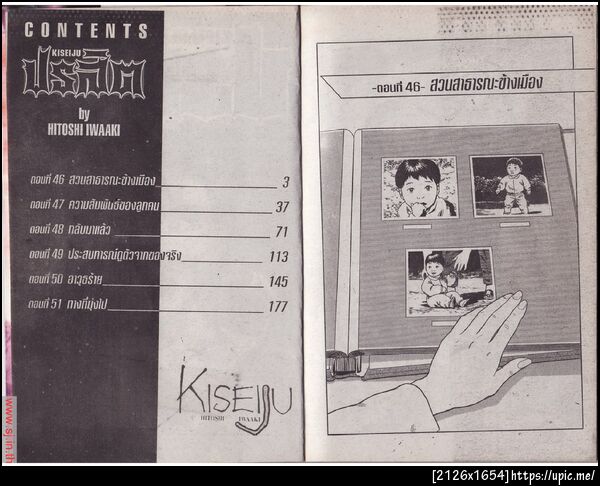 CONTENTS
KISEIJU
ปรสิต
by
HITOSHI IWAAKI
ตอนที่ 46 สวนสาธารณะข้างเมือง 3
ตอนที่ 47 ความสัมพันธ์ของลูกคน 37
ตอนที่ 48 กลับมาแล้ว 71
ตอนที่ 49 ประสบการณ์ดูตัวจากของจริง 113
ตอนที่ 50 อาวุธร้าย 145
ตอนที่ 51 ทางที่มุ่งไป 177
KISEIJU
HITOSHI IWAAKI
-ตอนที่ 46- สวนสาธารณะข้างเมือง
www.sj.in.th
[2126x1654]https://upic.me/